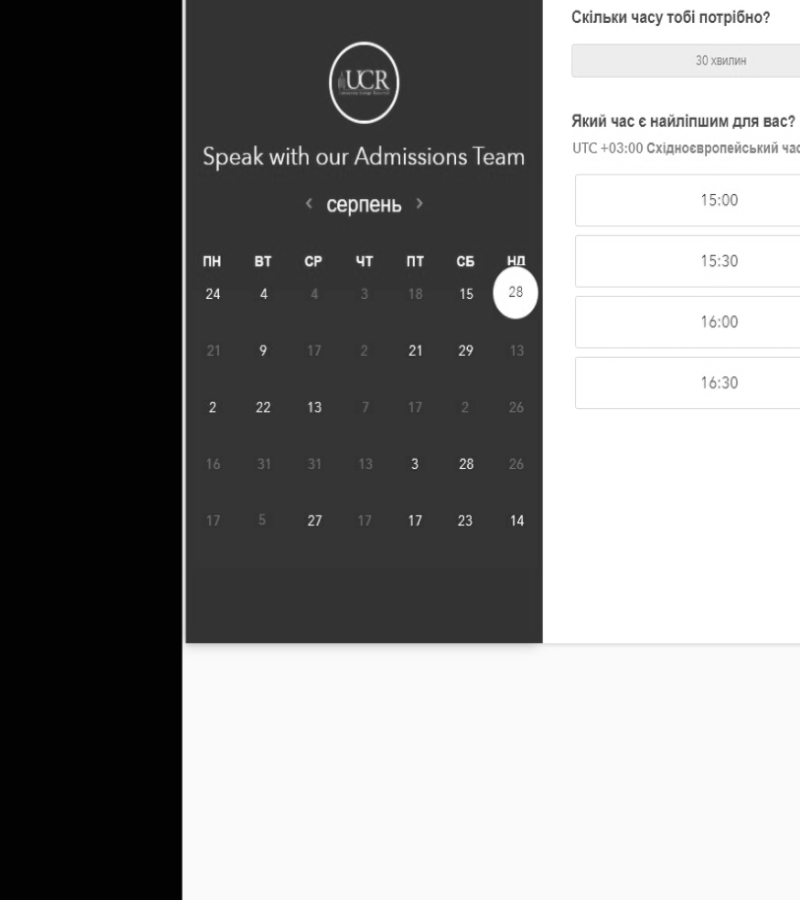 UCR
Speak with our Admissions Team
‹ серпень ›
ПН ВТ СР ЧТ ПТ СБ НД
24 4 4 3 18 15 28
21 9 17 2 21 29 13
2 22 13 7 17 2 26
16 31 31 13 3 28 26
17 5 27 17 17 23 14
Скільки часу тобі потрібно?
30 хвилин
Який час є найліпшим для вас?
UTC +03:00 Східноєвропейський час
15:00
15:30
16:00
16:30